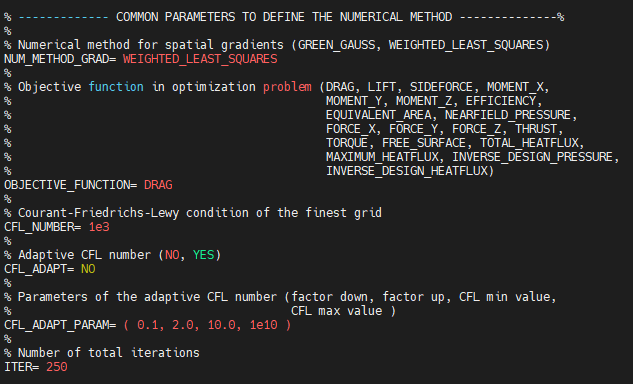 % ------------- COMMON PARAMETERS TO DEFINE THE NUMERICAL METHOD --------------%
%
% Numerical method for spatial gradients (GREEN_GAUSS, WEIGHTED_LEAST_SQUARES)
NUM_METHOD_GRAD= WEIGHTED_LEAST_SQUARES
%
% Objective function in optimization problem (DRAG, LIFT, SIDEFORCE, MOMENT_X,
%                                             MOMENT_Y, MOMENT_Z, EFFICIENCY,
%                                             EQUIVALENT_AREA, NEARFIELD_PRESSURE,
%                                             FORCE_X, FORCE_Y, FORCE_Z, THRUST,
%                                             TORQUE, FREE_SURFACE, TOTAL_HEATFLUX,
%                                             MAXIMUM_HEATFLUX, INVERSE_DESIGN_PRESSURE,
%                                             INVERSE_DESIGN_HEATFLUX)
OBJECTIVE_FUNCTION= DRAG
%
% Courant-Friedrichs-Lewy condition of the finest grid
CFL_NUMBER= 1e3
%
% Adaptive CFL number (NO, YES)
CFL_ADAPT= NO
%
% Parameters of the adaptive CFL number (factor down, factor up, CFL min value,
%                                        CFL max value )
CFL_ADAPT_PARAM= ( 0.1, 2.0, 10.0, 1e10 )
%
% Number of total iterations
ITER= 250